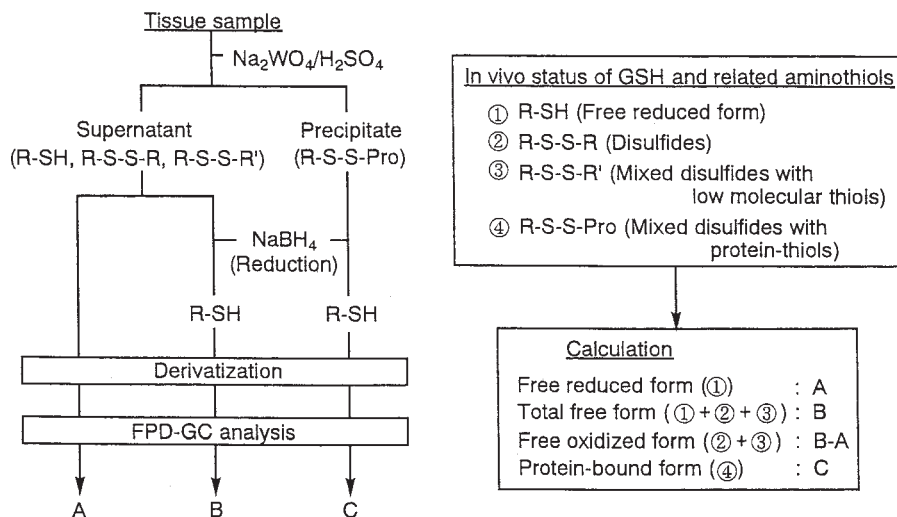 Tissue sample
Na2WO4/H2SO4
Supernatant
(R-SH, R-S-S-R, R-S-S-R')
Precipitate
(R-S-S-Pro)
NaBH4
(Reduction)
R-SH
R-SH
Derivatization
FPD-GC analysis
A
B
C
In vivo status of GSH and related aminothiols
① R-SH (Free reduced form)
② R-S-S-R (Disulfides)
③ R-S-S-R' (Mixed disulfides with
low molecular thiols)
④ R-S-S-Pro (Mixed disulfides with
protein-thiols)
Calculation
Free reduced form (①) : A
Total free form (①+②+③) : B
Free oxidized form (②+③) : B-A
Protein-bound form (④) : C